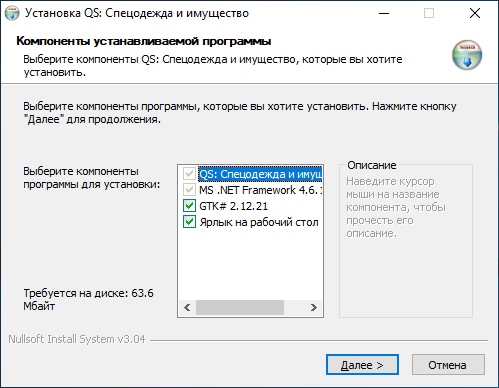 Установка QS: Спецодежда и имущество
Компоненты устанавливаемой программы
Выберите компоненты QS: Спецодежда и имущество, которые вы хотите
установить.
Выберите компоненты программы, которые вы хотите установить. Нажмите кнопку
"Далее" для продолжения.
Выберите компоненты
программы для установки:
QS: Спецодежда и имущ
MS .NET Framework 4.6.
GTK# 2.12.21
Ярлык на рабочий стол
Описание
Наведите курсор
мыши на название
компонента, чтобы
прочесть его
описание.
Требуется на диске: 63.6
Мбайт
Nullsoft Install System v3.04
Далее >
Отмена